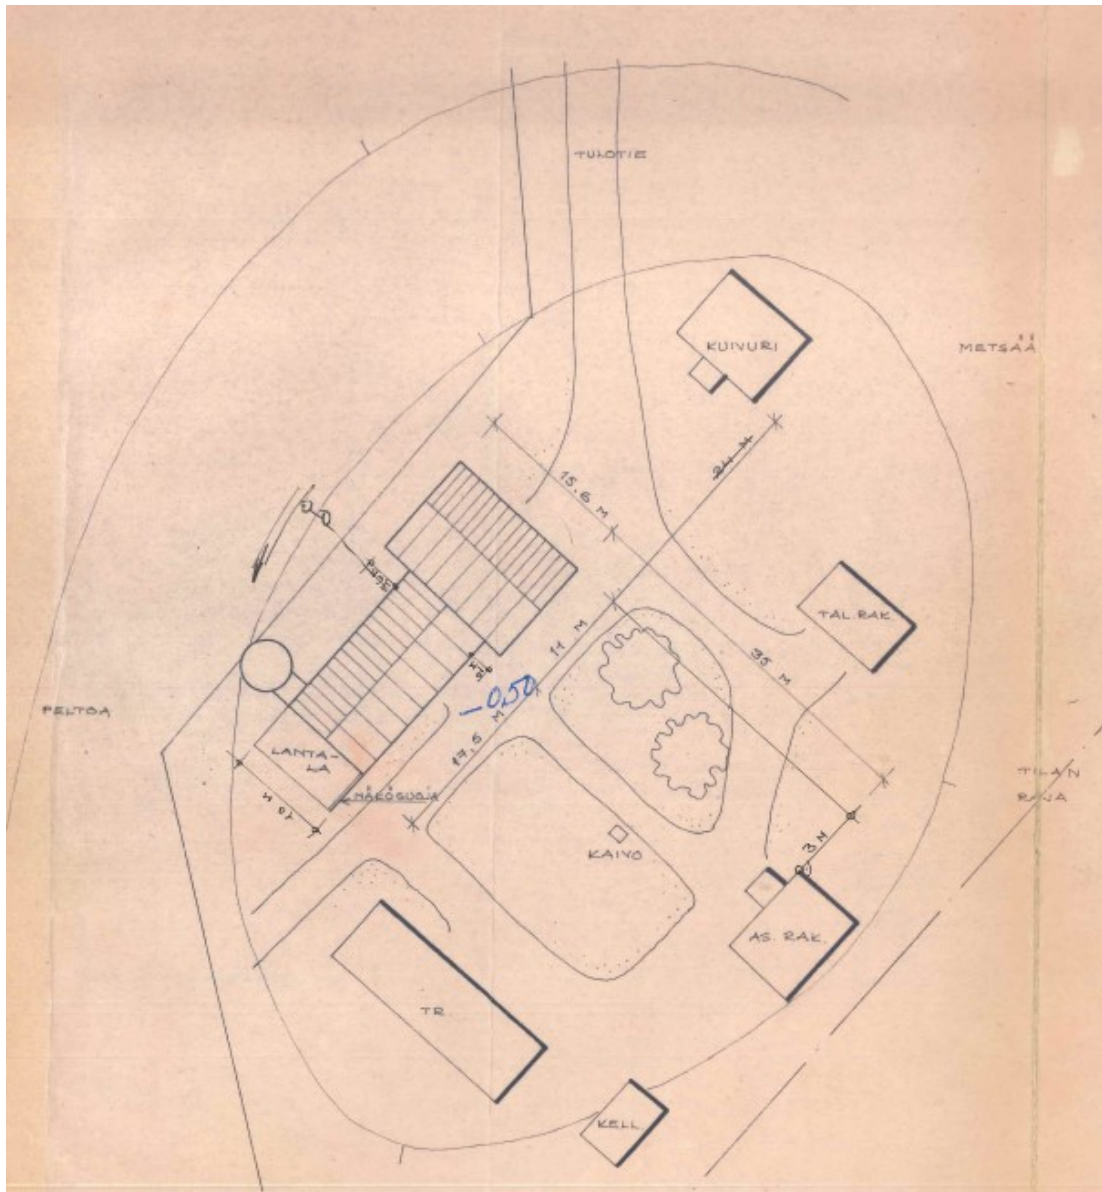 TULOTIE
KUIVURI
METSÄÄ
24 M
15.6 M
TAL.RAK.
11 M
35 M
-0,50
PELTOA
17,5 M
LANTA-
LA
TILAN
RAJA
10 M
NÄKÖSUOJA
KAIVO
3 M
AS. RAK.
TR.
KELL.